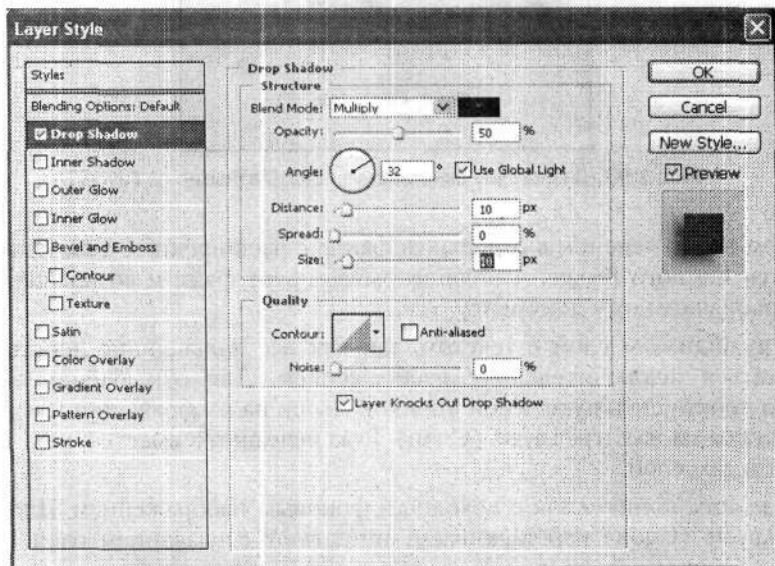 Layer Style
Styles
Blending Options: Default
Drop Shadow
Inner Shadow
Outer Glow
Inner Glow
Bevel and Emboss
Contour
Texture
Satin
Color Overlay
Gradient Overlay
Pattern Overlay
Stroke
Drop Shadow
Structure
Blend Mode: Multiply
Opacity: 50 %
Angle: 32 ° Use Global Light
Distance: 10 px
Spread: 0 %
Size: 10 px
Quality
Contour: Anti-aliased
Noise: 0 %
Layer Knocks Out Drop Shadow
OK
Cancel
New Style...
Preview